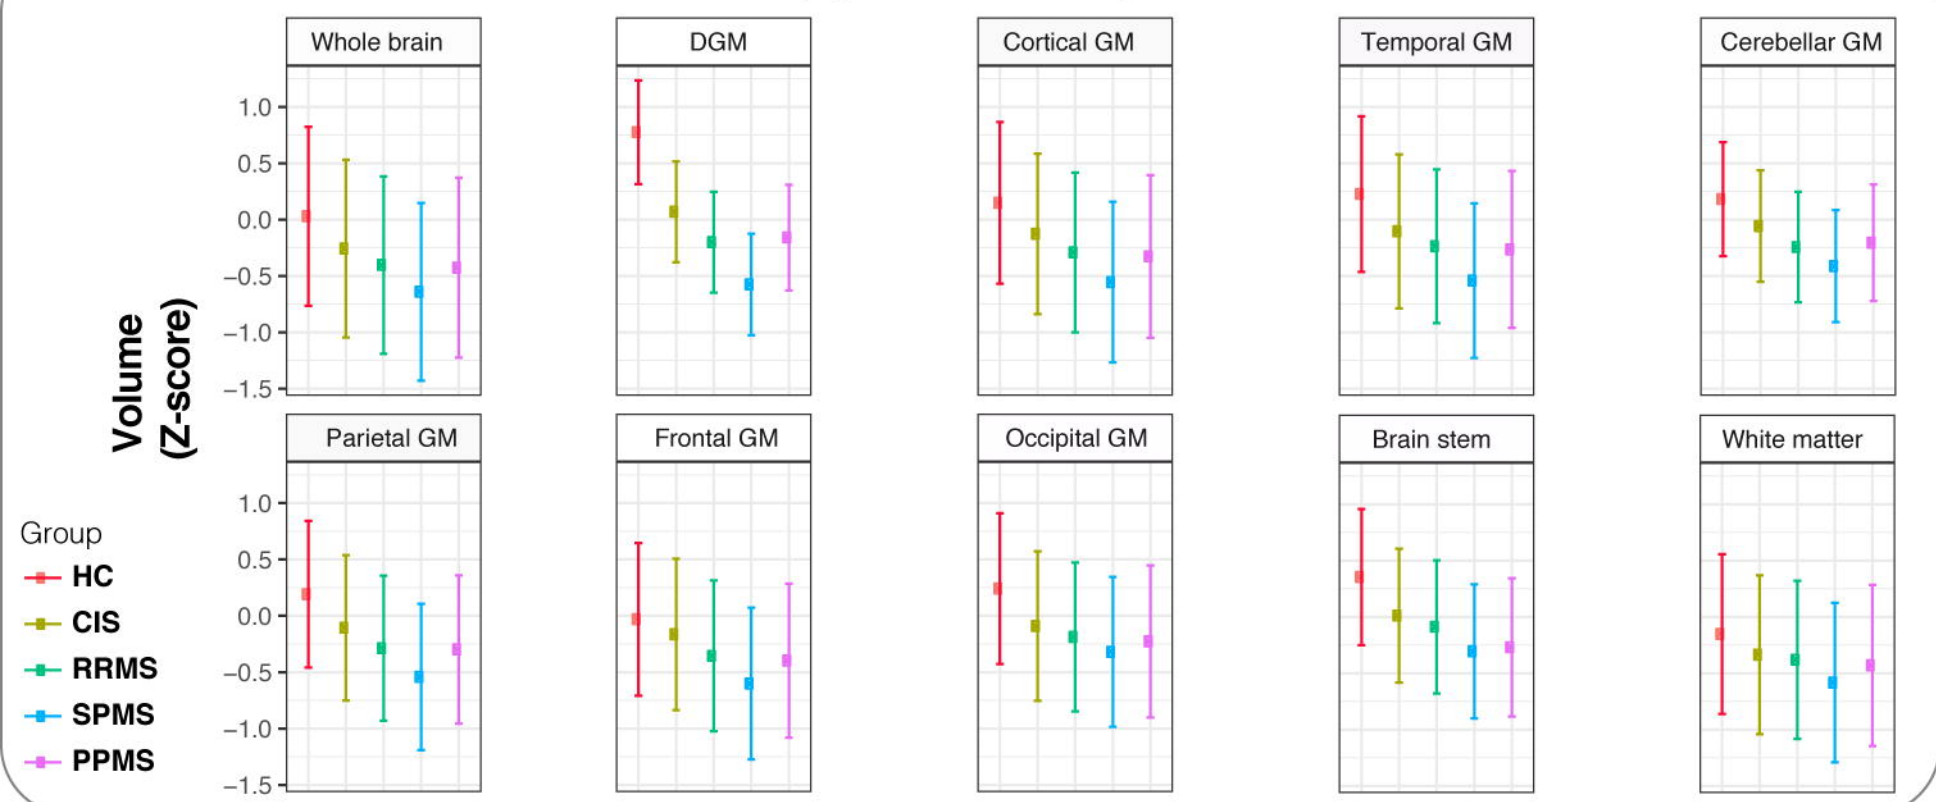 Whole brain
DGM
Cortical GM
Temporal GM
Cerebellar GM
1.0
0.5
0.0
−0.5
−1.0
−1.5
Volume
(Z-score)
Parietal GM
Frontal GM
Occipital GM
Brain stem
White matter
1.0
0.5
0.0
−0.5
−1.0
−1.5
Group
HC
CIS
RRMS
SPMS
PPMS